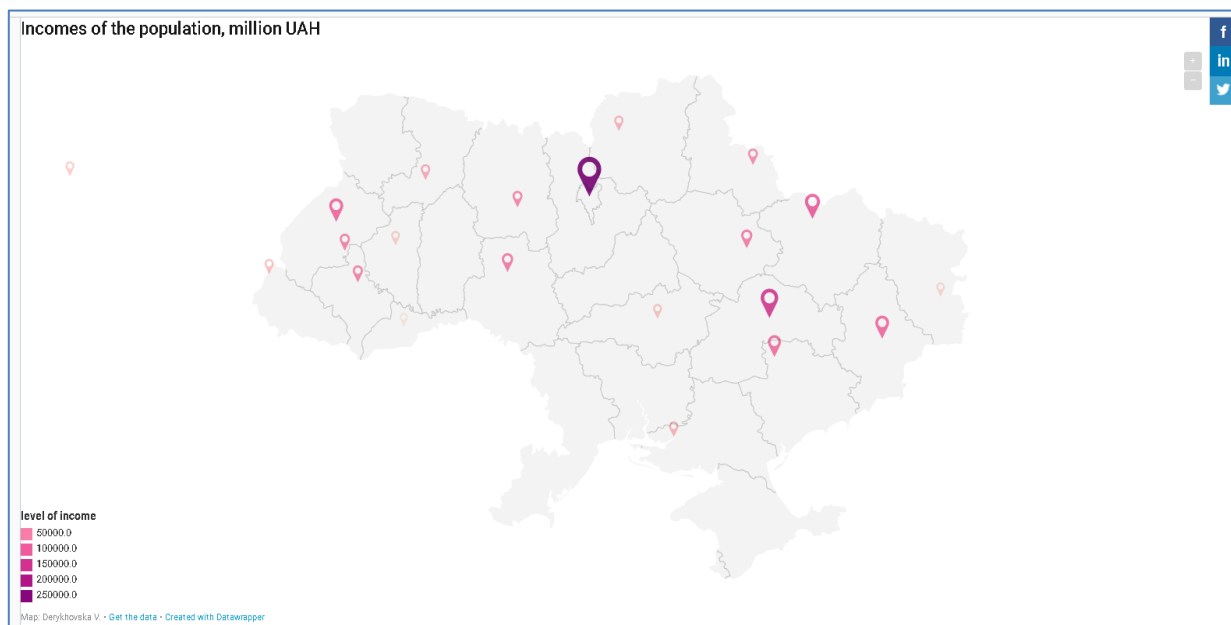 Incomes of the population, million UAH
f
+
in
−
level of income
50000.0
100000.0
150000.0
200000.0
250000.0
Map: Derykhovska V. • Get the data • Created with Datawrapper